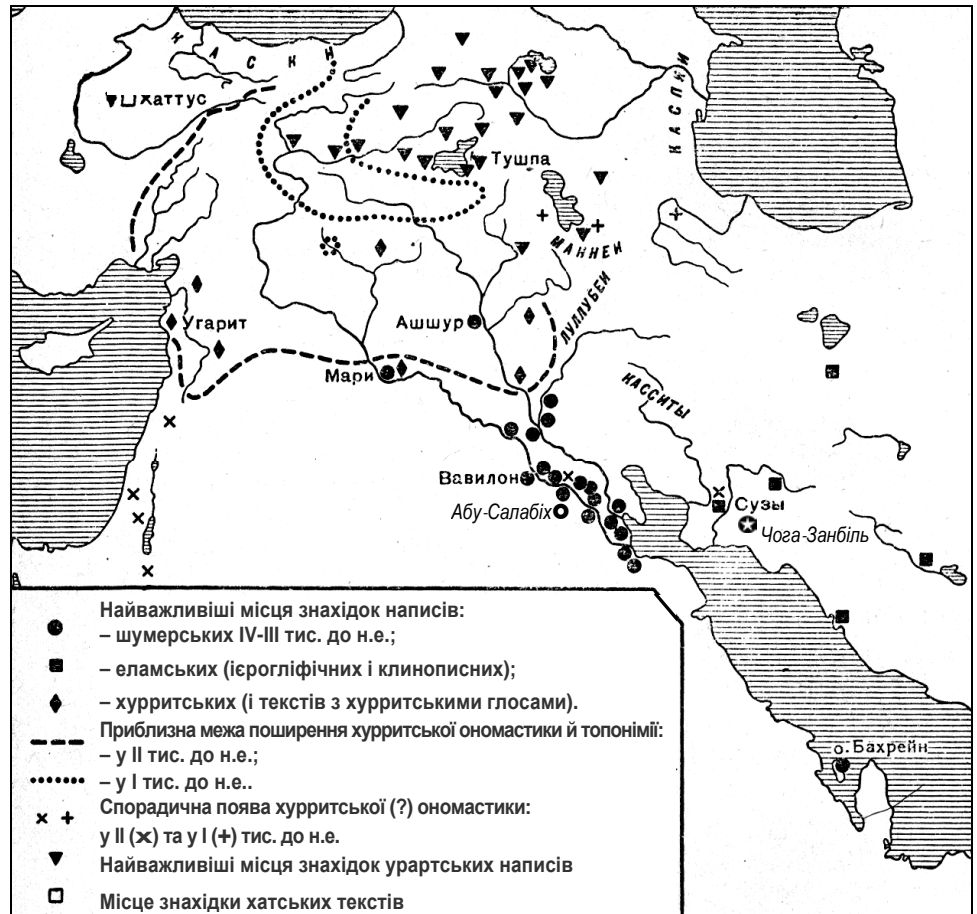 КАСКИ
Хаттус
КАСПИИ
Тушпа
МАННЕИ
ЛУЛЛУБЕИ
Угарит
Ашшур
Мари
КАССИТЫ
Вавилон
Абу-Салабіх
Сузы
Чога-Занбіль
о. Бахрейн
Найважливіші місця знахідок написів:
– шумерських IV-III тис. до н.е.;
– еламських (ієрогліфічних і клинописних);
– хурритських (і текстів з хурритськими глосами).
Приблизна межа поширення хурритської ономастики й топонімії:
– у II тис. до н.е.;
– у I тис. до н.е..
Спорадична поява хурритської (?) ономастики:
у II (×) та у I (+) тис. до н.е.
Найважливіші місця знахідок урартських написів
Місце знахідки хатських текстів